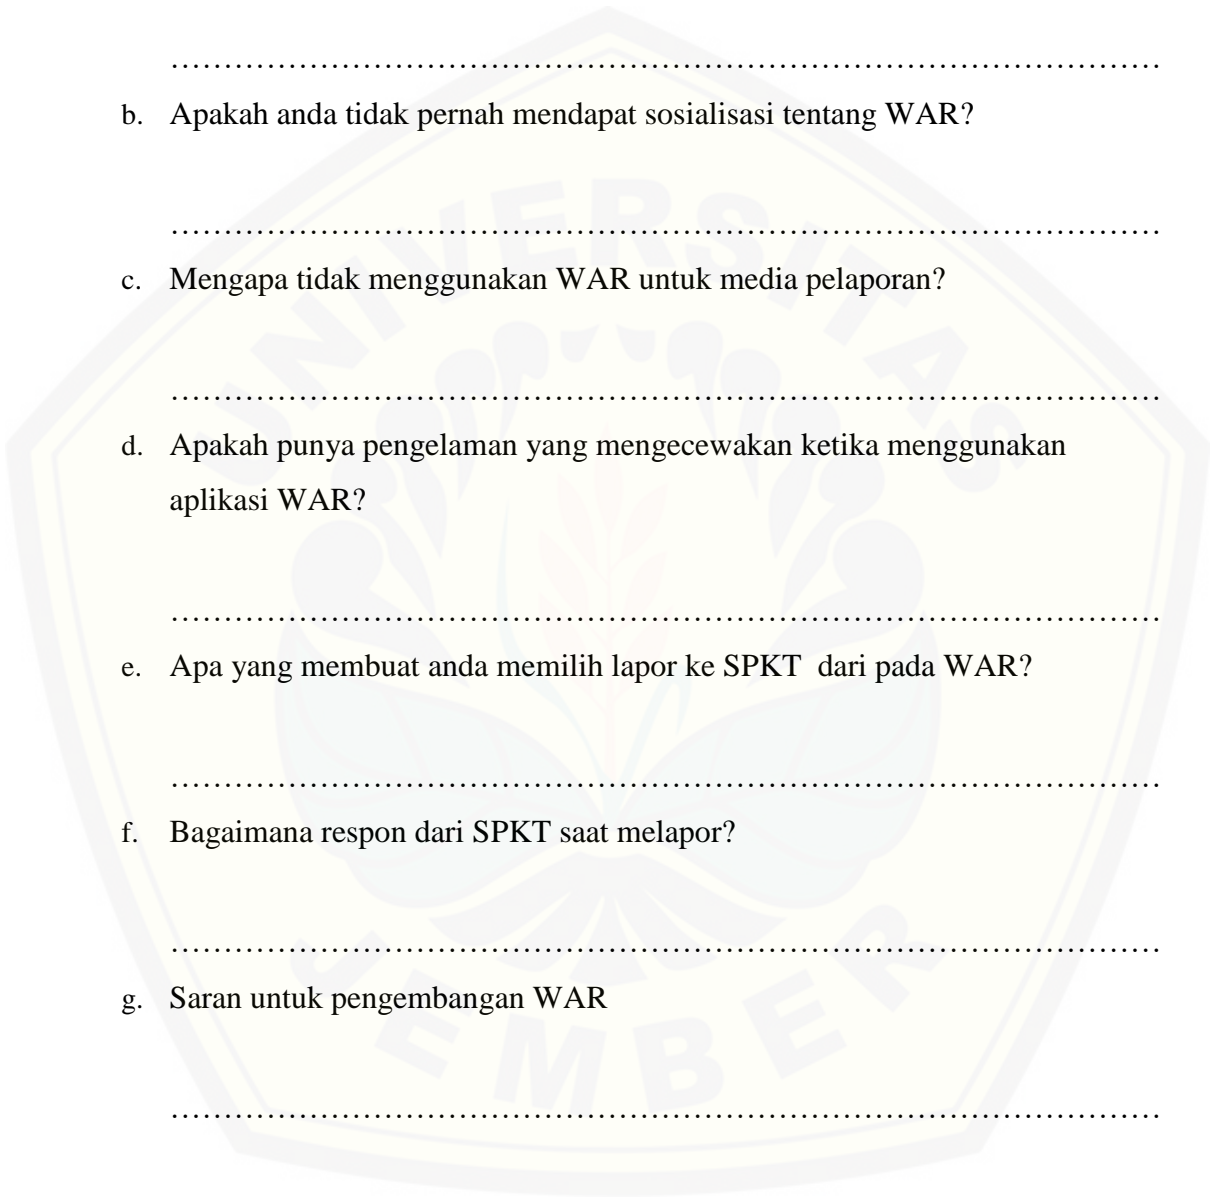 ……………………………………………………………………………………
b. Apakah anda tidak pernah mendapat sosialisasi tentang WAR?
……………………………………………………………………………………
c. Mengapa tidak menggunakan WAR untuk media pelaporan?
……………………………………………………………………………………
d. Apakah punya pengelaman yang mengecewakan ketika menggunakan
aplikasi WAR?
……………………………………………………………………………………
e. Apa yang membuat anda memilih lapor ke SPKT  dari pada WAR?
……………………………………………………………………………………
f. Bagaimana respon dari SPKT saat melapor?
……………………………………………………………………………………
g. Saran untuk pengembangan WAR
……………………………………………………………………………………
UNIVERSITAS
JEMBER